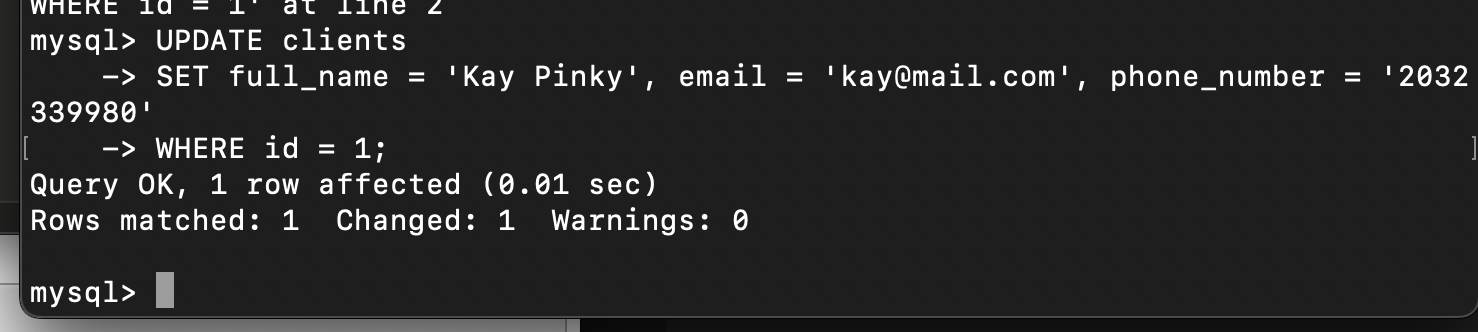 WHERE id = 1' at line 2
mysql> UPDATE clients
    -> SET full_name = 'Kay Pinky', email = 'kay@mail.com', phone_number = '2032
339980'
[    -> WHERE id = 1;                                                                                ]
Query OK, 1 row affected (0.01 sec)
Rows matched: 1  Changed: 1  Warnings: 0
mysql>